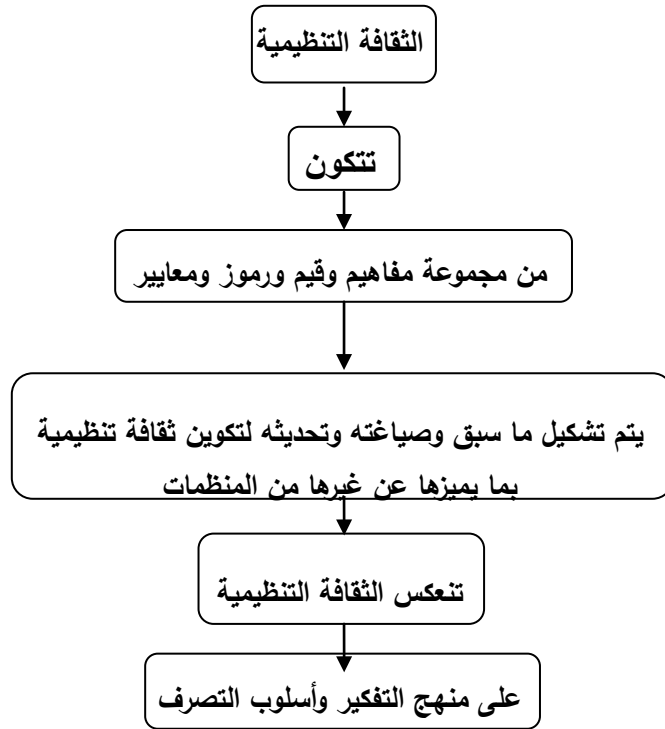 الثقافة التنظيمية
تتكون
من مجموعة مفاهيم وقيم ورموز ومعايير
يتم تشكيل ما سبق وصياغته وتحديثه لتكوين ثقافة تنظيمية
بما يميزها عن غيرها من المنظمات
تنعكس الثقافة التنظيمية
على منهج التفكير وأسلوب التصرف